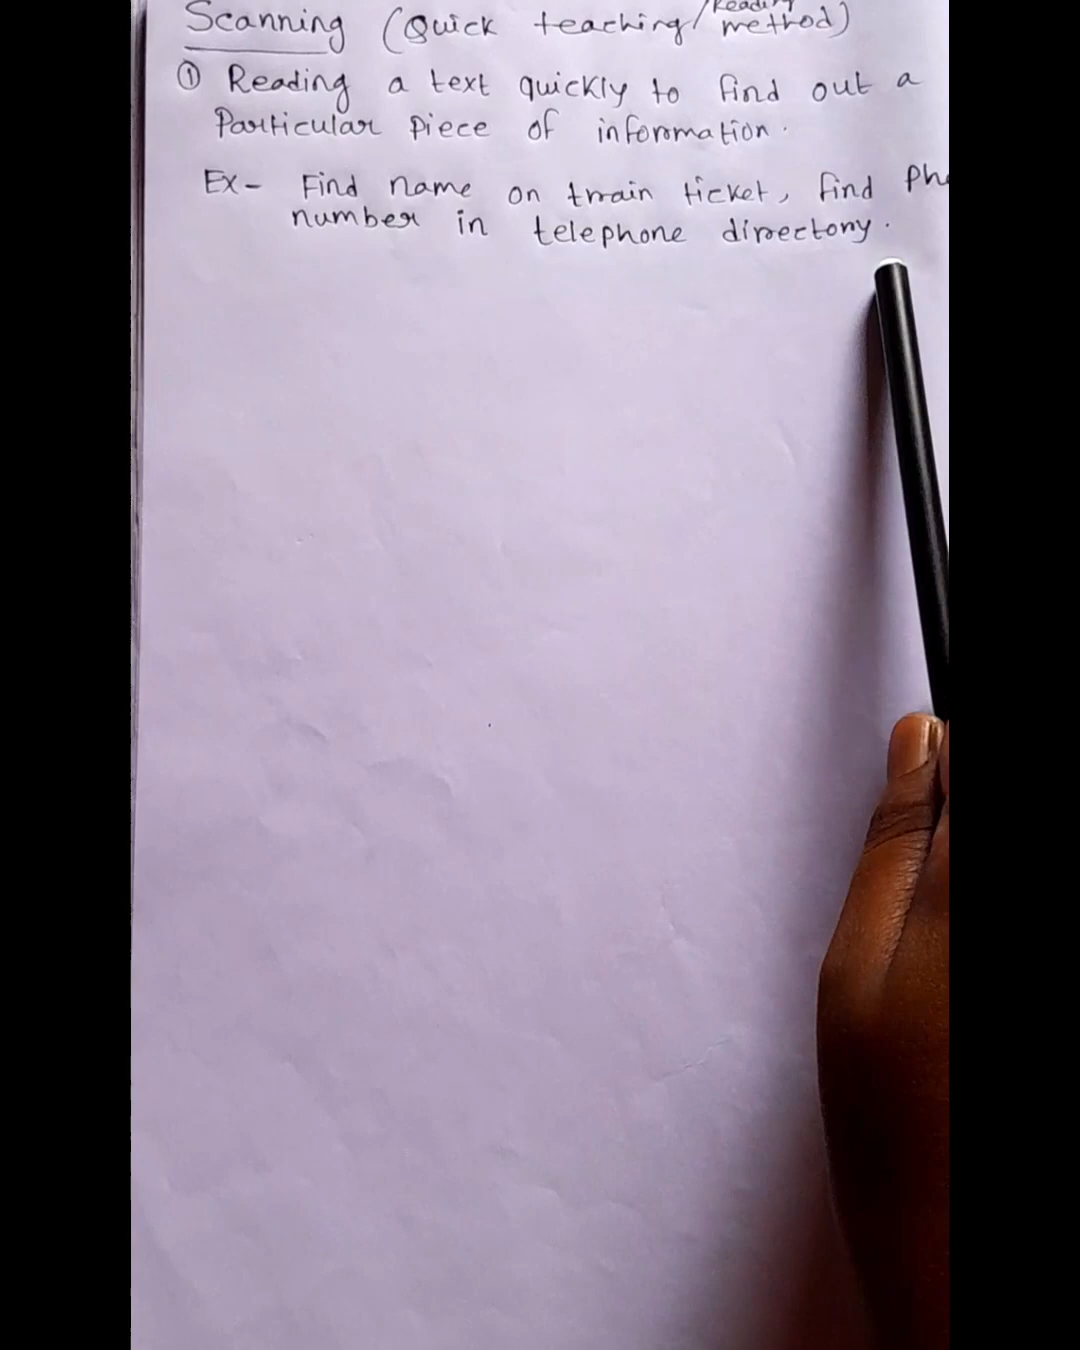 Scanning (Quick teaching/Reading method)
① Reading a text quickly to find out a
Particular Piece of information.
Ex- Find name on train ticket, find Pho
number in telephone directory.